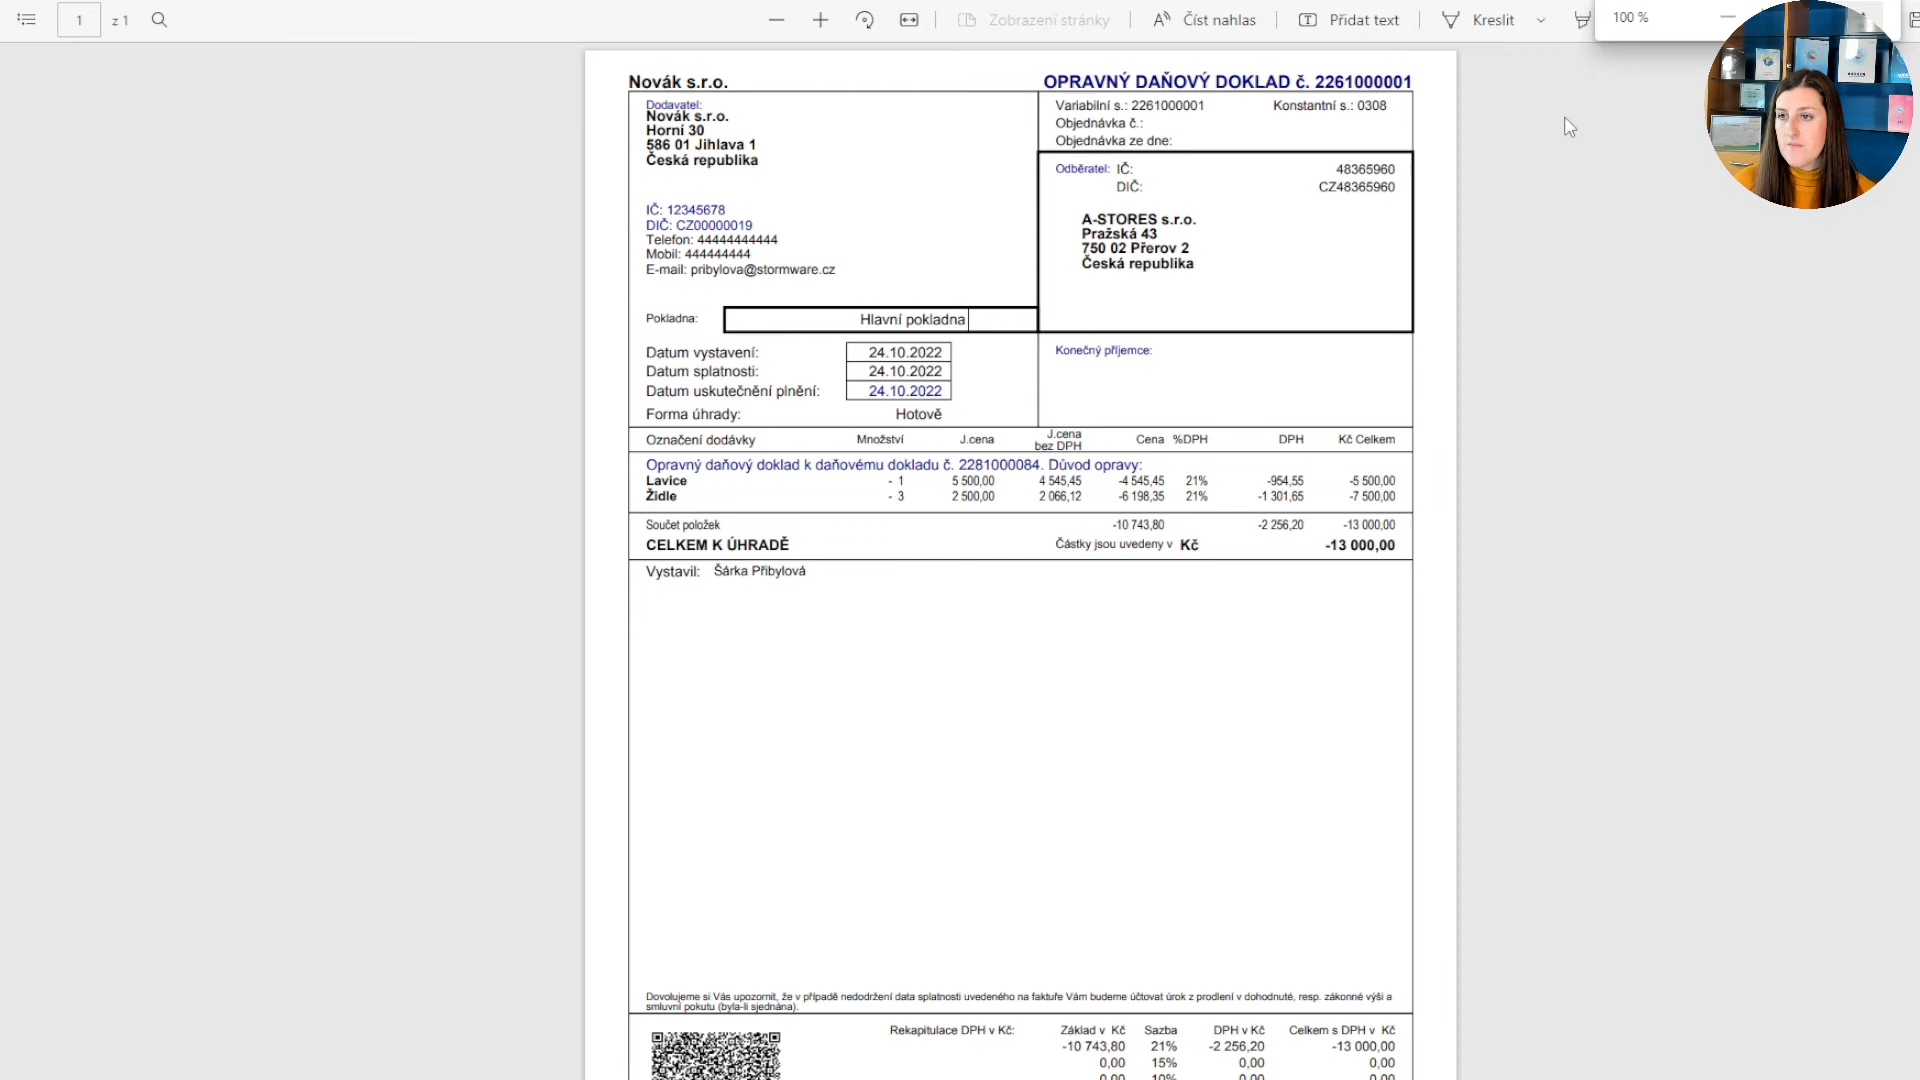 1 z 1 Zobrazení stránky Číst nahlas Přidat text Kreslit 100 %
Novák s.r.o. OPRAVNÝ DAŇOVÝ DOKLAD č. 2261000001
Dodavatel:
Novák s.r.o.
Horní 30
586 01 Jihlava 1
Česká republika
IČ: 12345678
DIČ: CZ00000019
Telefon: 44444444444
Mobil: 444444444
E-mail: pribylova@stormware.cz
Variabilní s.: 2261000001 Konstantní s.: 0308
Objednávka č.:
Objednávka ze dne:
Odběratel: IČ: 48365960
DIČ: CZ48365960
A-STORES s.r.o.
Pražská 43
750 02 Přerov 2
Česká republika
Pokladna: Hlavní pokladna
Datum vystavení: 24.10.2022
Datum splatnosti: 24.10.2022
Datum uskutečnění plnění: 24.10.2022
Forma úhrady: Hotově
Konečný příjemce:
Označení dodávky Množství J.cena J.cena bez DPH Cena %DPH DPH Kč Celkem
Opravný daňový doklad k daňovému dokladu č. 2281000084. Důvod opravy:
Lavice - 1 5 500,00 4 545,45 -4 545,45 21% -954,55 -5 500,00
Židle - 3 2 500,00 2 066,12 -6 198,35 21% -1 301,65 -7 500,00
Součet položek -10 743,80 -2 256,20 -13 000,00
CELKEM K ÚHRADĚ Částky jsou uvedeny v Kč -13 000,00
Vystavil: Šárka Přibylová
Dovolujeme si Vás upozornit, že v případě nedodržení data splatnosti uvedeného na faktuře Vám budeme účtovat úrok z prodlení v dohodnuté, resp. zákonné výši a
smluvní pokutu (byla-li sjednána).
Rekapitulace DPH v Kč: Základ v Kč Sazba DPH v Kč Celkem s DPH v Kč
-10 743,80 21% -2 256,20 -13 000,00
0,00 15% 0,00 0,00
0,00 10% 0,00 0,00